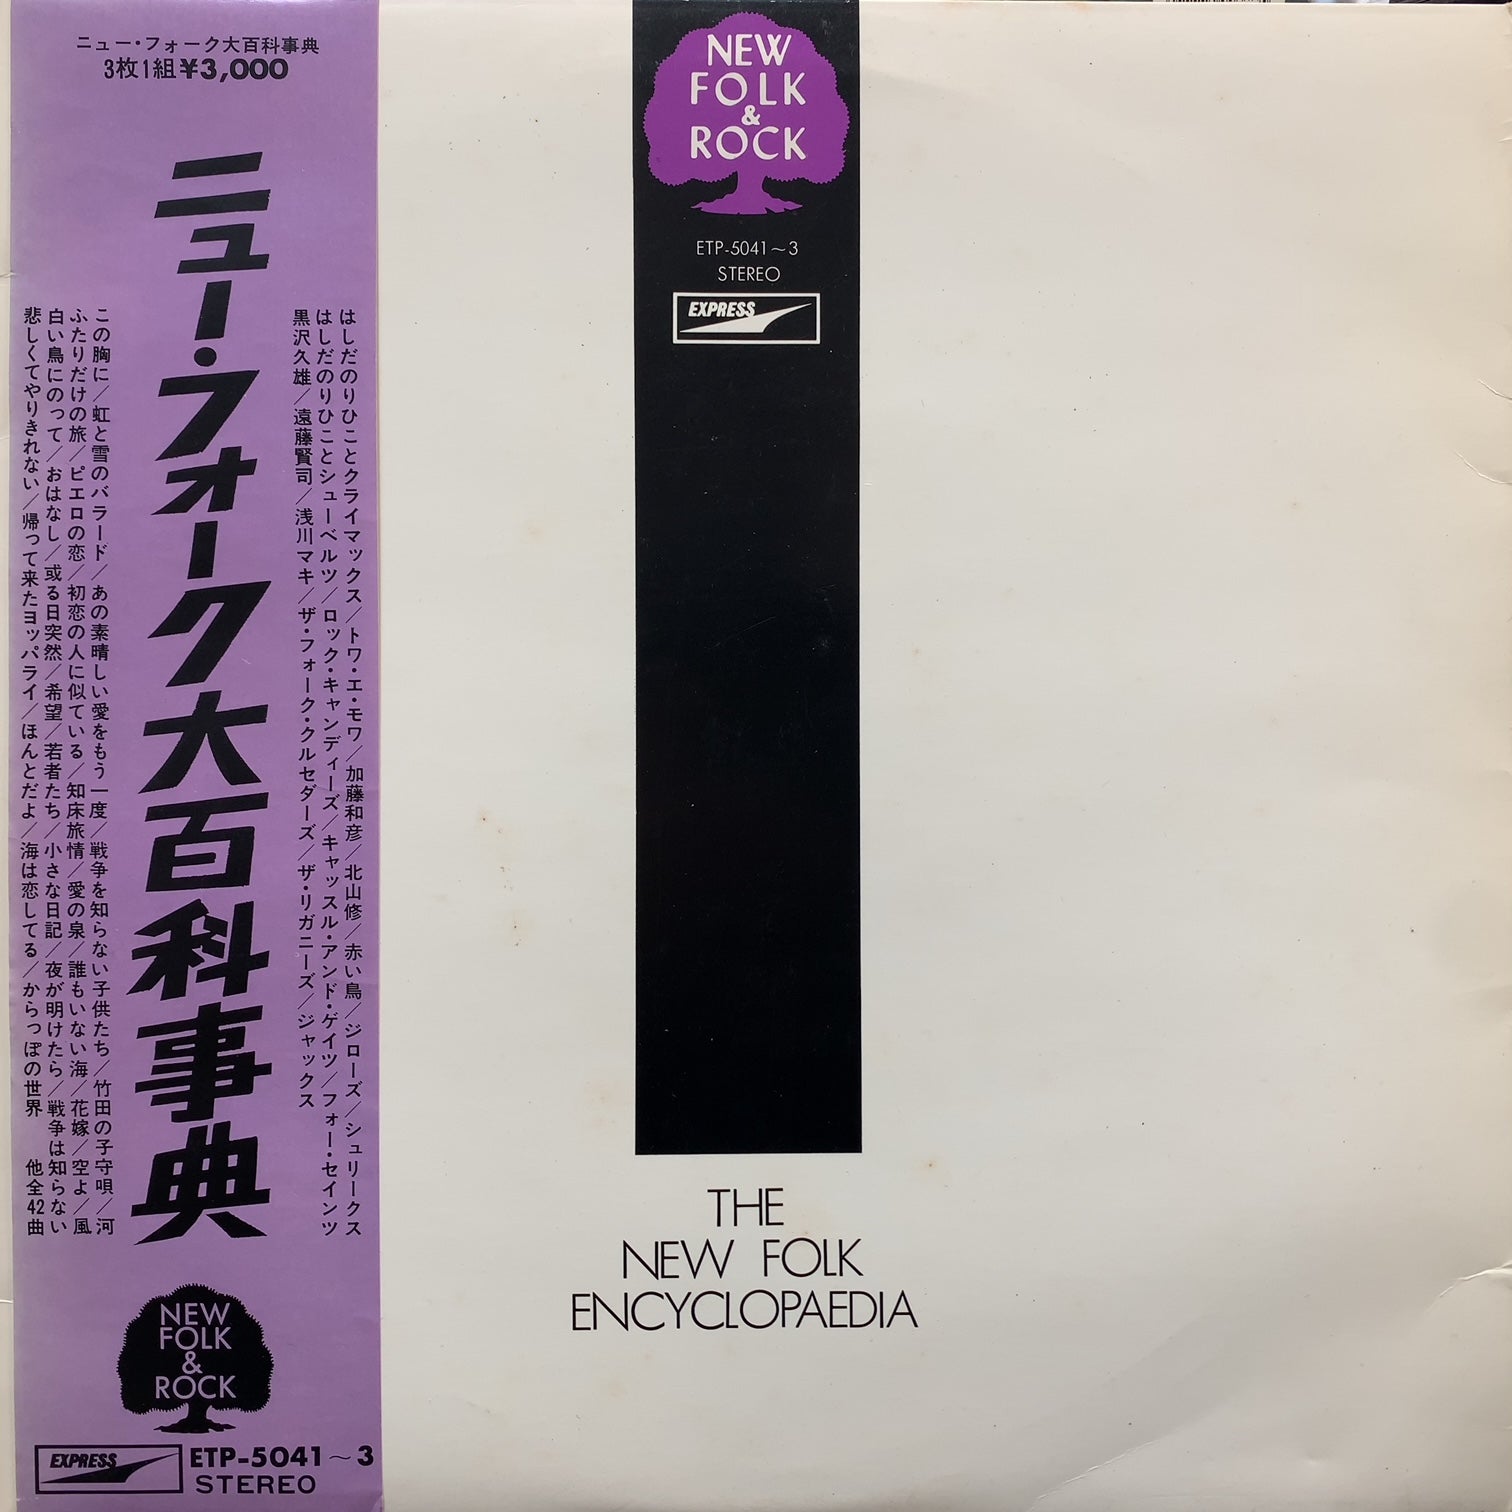 ニュー・フォーク大百科事典
3枚1組¥3,000
はしだのりひことクライマックス/トワ・エ・モワ/加藤和彦/北山修/赤い鳥/ジローズ/シュリークス
はしだのりひことシューベルツ/ロック・キャンディーズ/キャッスル・アンド・ゲイツ/フォー・セインツ
黒沢久雄/遠藤賢司/浅川マキ/ザ・フォーク・クルセダーズ/ザ・リガニーズ/ジャックス
ニュー・フォーク大百科事典
この胸に/虹と雪のバラード/あの素晴しい愛をもう一度/戦争を知らない子供たち/竹田の子守唄/河
ふたりだけの旅/ピエロの恋/初恋の人に似ている/知床旅情/愛の泉/誰もいない海/花嫁/空よ/風
白い鳥にのって/おはなし/或る日突然/希望/若者たち/小さな日記/夜が明けたら/戦争は知らない
悲しくてやりきれない/帰って来たヨッパライ/ほんとだよ/海は恋してる/からっぽの世界 他全42曲
NEW
FOLK
&
ROCK
EXPRESS
ETP-5041~3
STEREO
NEW
FOLK
&
ROCK
ETP-5041~3
STEREO
EXPRESS
THE
NEW FOLK
ENCYCLOPAEDIA